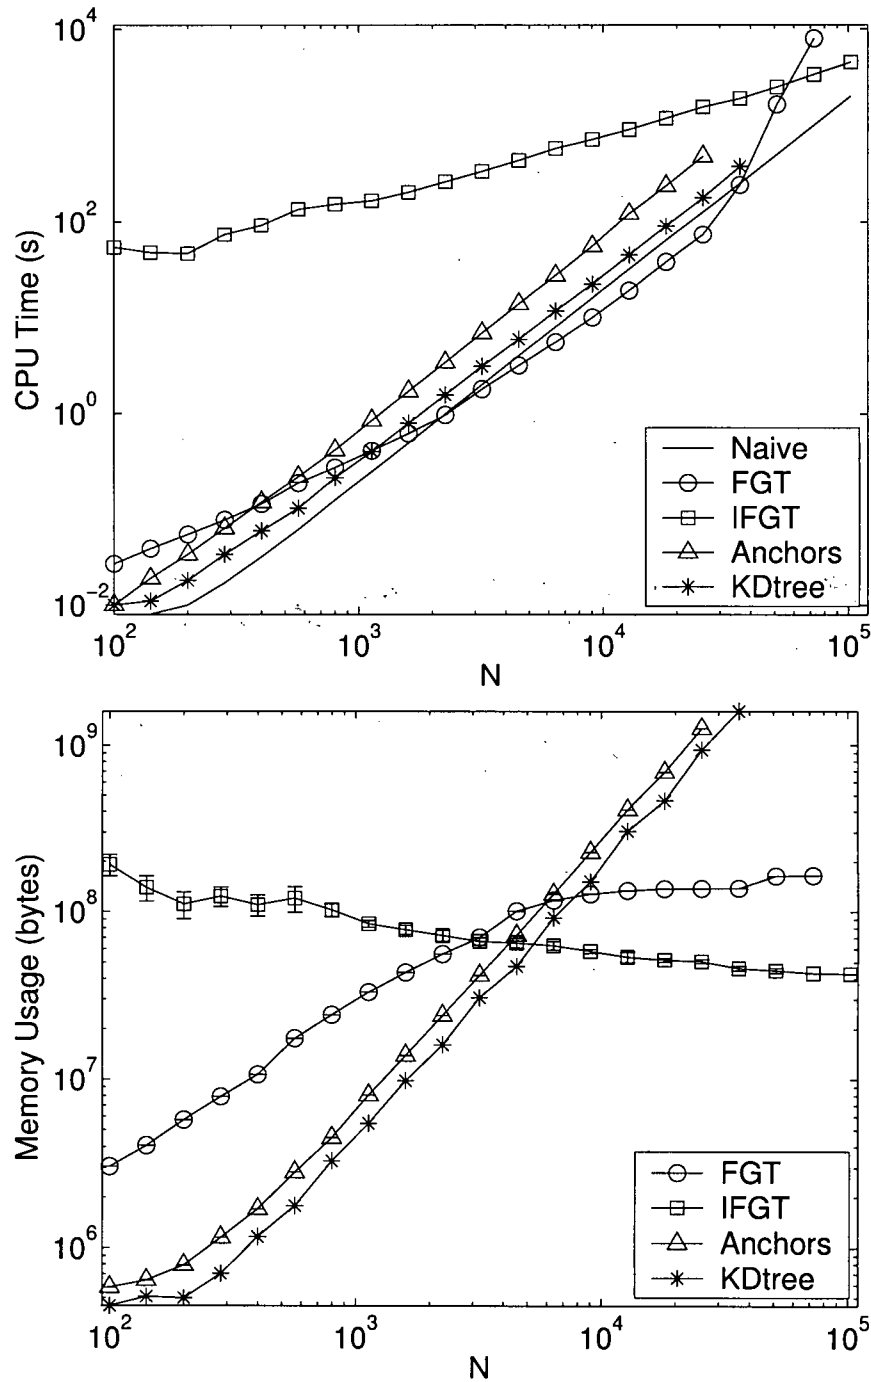 10^4
10^2
10^0
10^-2
CPU Time (s)
Naive
FGT
IFGT
Anchors
KDtree
10^2
10^3
10^4
10^5
N
10^9
10^8
10^7
10^6
Memory Usage (bytes)
FGT
IFGT
Anchors
KDtree
10^2
10^3
10^4
10^5
N